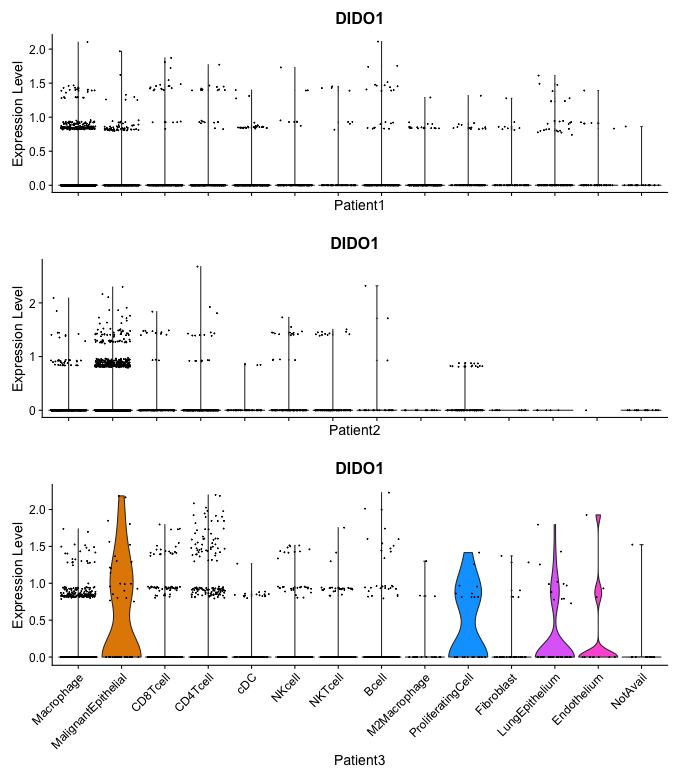 DIDO1
Expression Level
2.0
1.5
1.0
0.5
0.0
Patient1
DIDO1
Expression Level
2
1
0
Patient2
DIDO1
Expression Level
2.0
1.5
1.0
0.5
0.0
Macrophage
MalignantEpithelial
CD8Tcell
CD4Tcell
cDC
NKcell
NKTcell
Bcell
M2Macrophage
ProliferatingCell
Fibroblast
LungEpithelium
Endothelium
NotAvail
Patient3